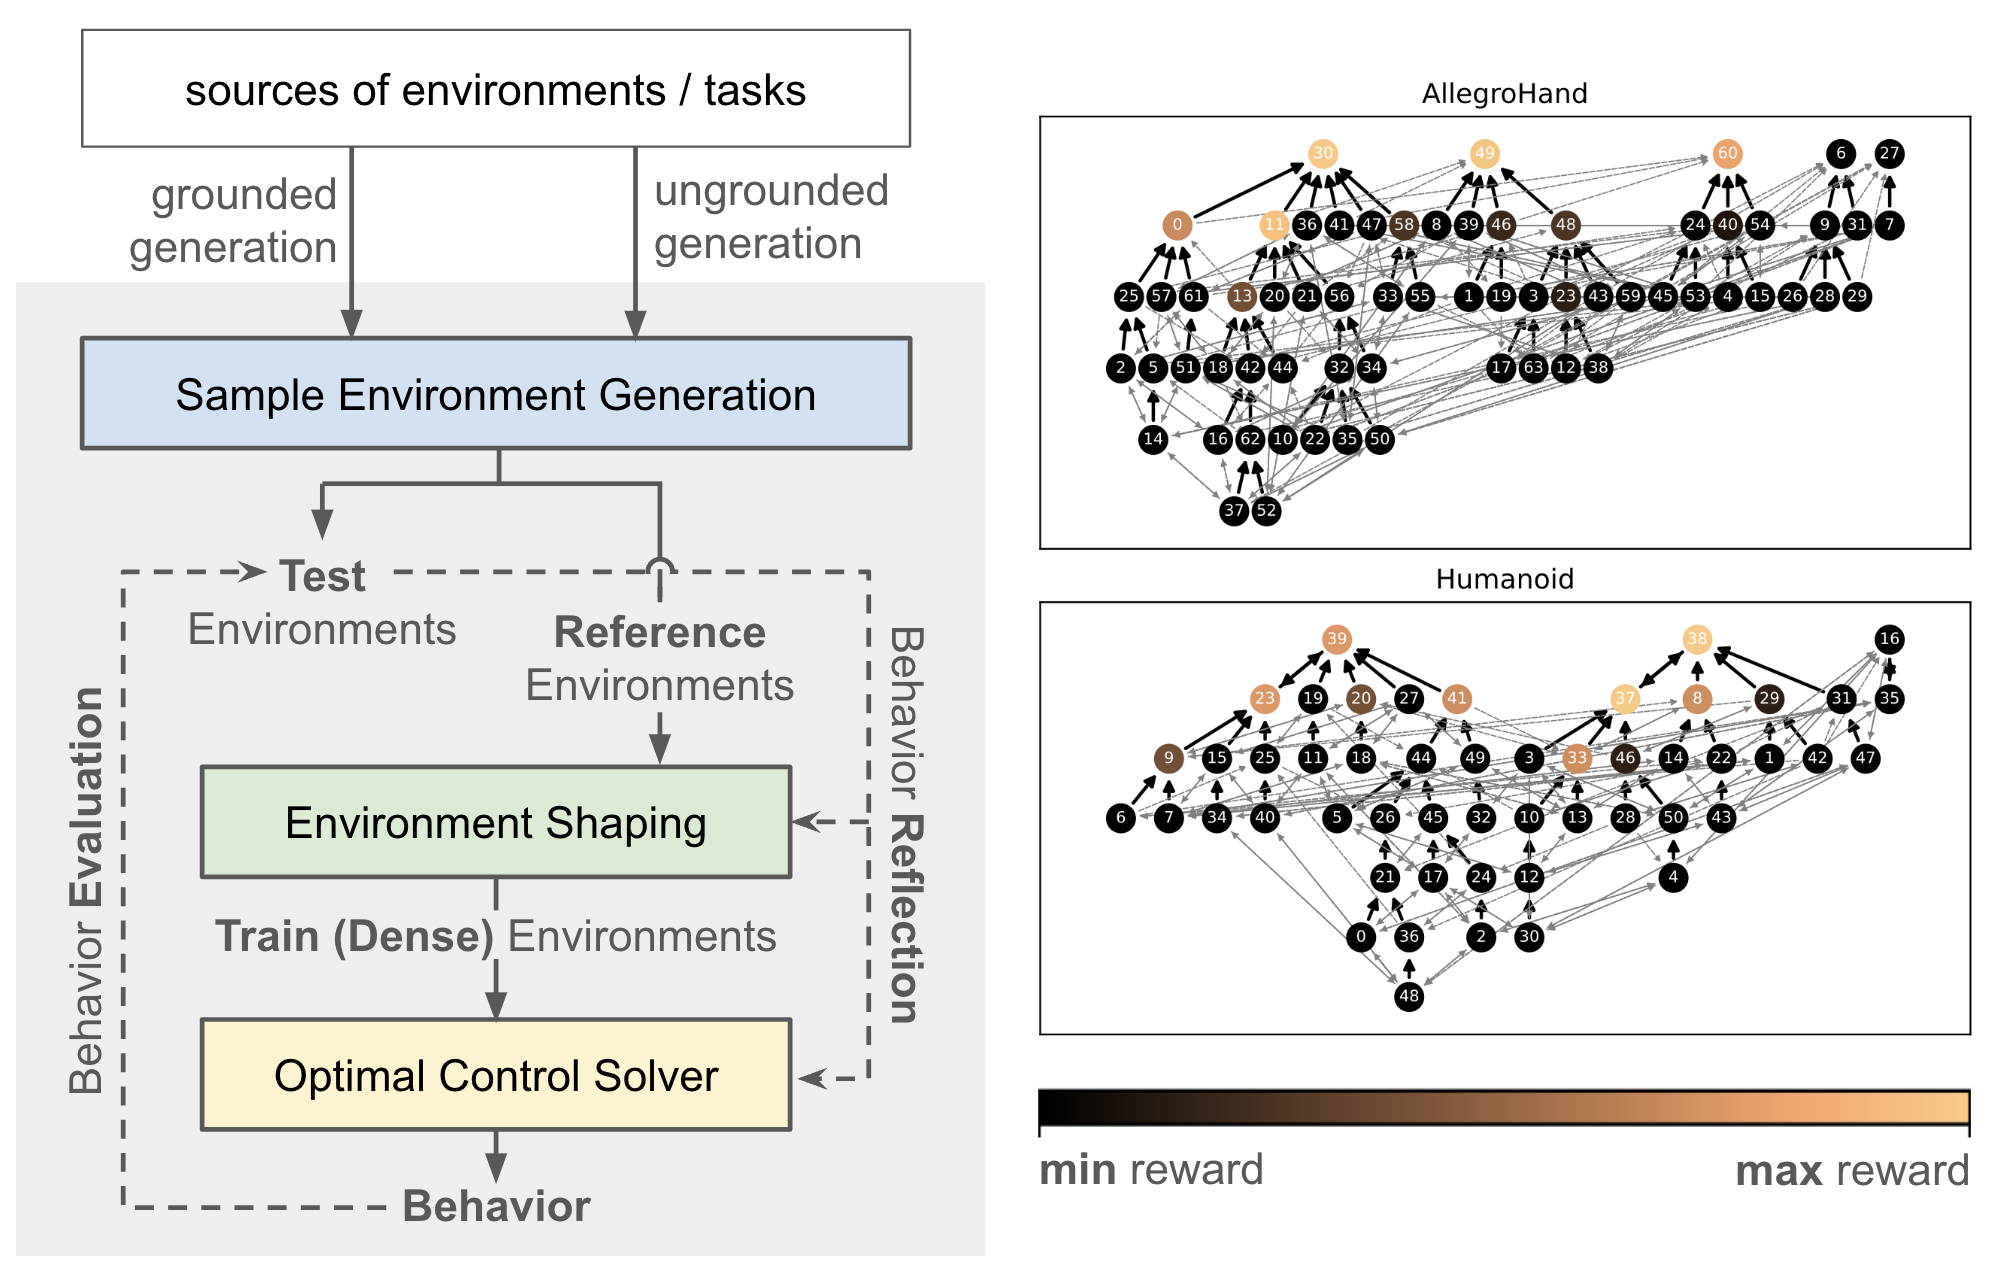 sources of environments / tasks
grounded
generation
ungrounded
generation
Sample Environment Generation
Test
Environments
Reference
Environments
Behavior Evaluation
Behavior Reflection
Environment Shaping
Train (Dense) Environments
Optimal Control Solver
Behavior
AllegroHand
30 49 60 6 27
0 11 36 41 47 58 8 39 46 48 24 40 54 9 31 7
25 57 61 13 20 21 56 33 55 1 19 3 23 43 59 45 53 4 15 26 28 29
2 5 51 18 42 44 32 34 17 63 12 38
14 16 62 10 22 35 50
37 52
Humanoid
39 38 16
23 19 20 27 41 37 8 29 31 35
9 15 25 11 18 44 49 3 33 46 14 22 1 42 47
6 7 34 40 5 26 45 32 10 13 28 50 43
21 17 24 12 4
0 36 2 30
48
min reward
max reward